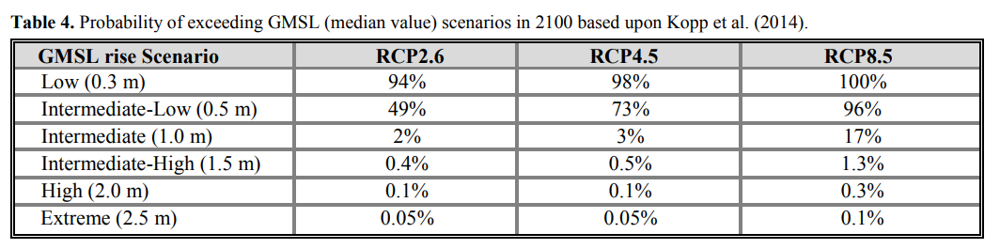 Table 4. Probability of exceeding GMSL (median value) scenarios in 2100 based upon Kopp et al. (2014).
GMSL rise Scenario RCP2.6 RCP4.5 RCP8.5
Low (0.3 m) 94% 98% 100%
Intermediate-Low (0.5 m) 49% 73% 96%
Intermediate (1.0 m) 2% 3% 17%
Intermediate-High (1.5 m) 0.4% 0.5% 1.3%
High (2.0 m) 0.1% 0.1% 0.3%
Extreme (2.5 m) 0.05% 0.05% 0.1%